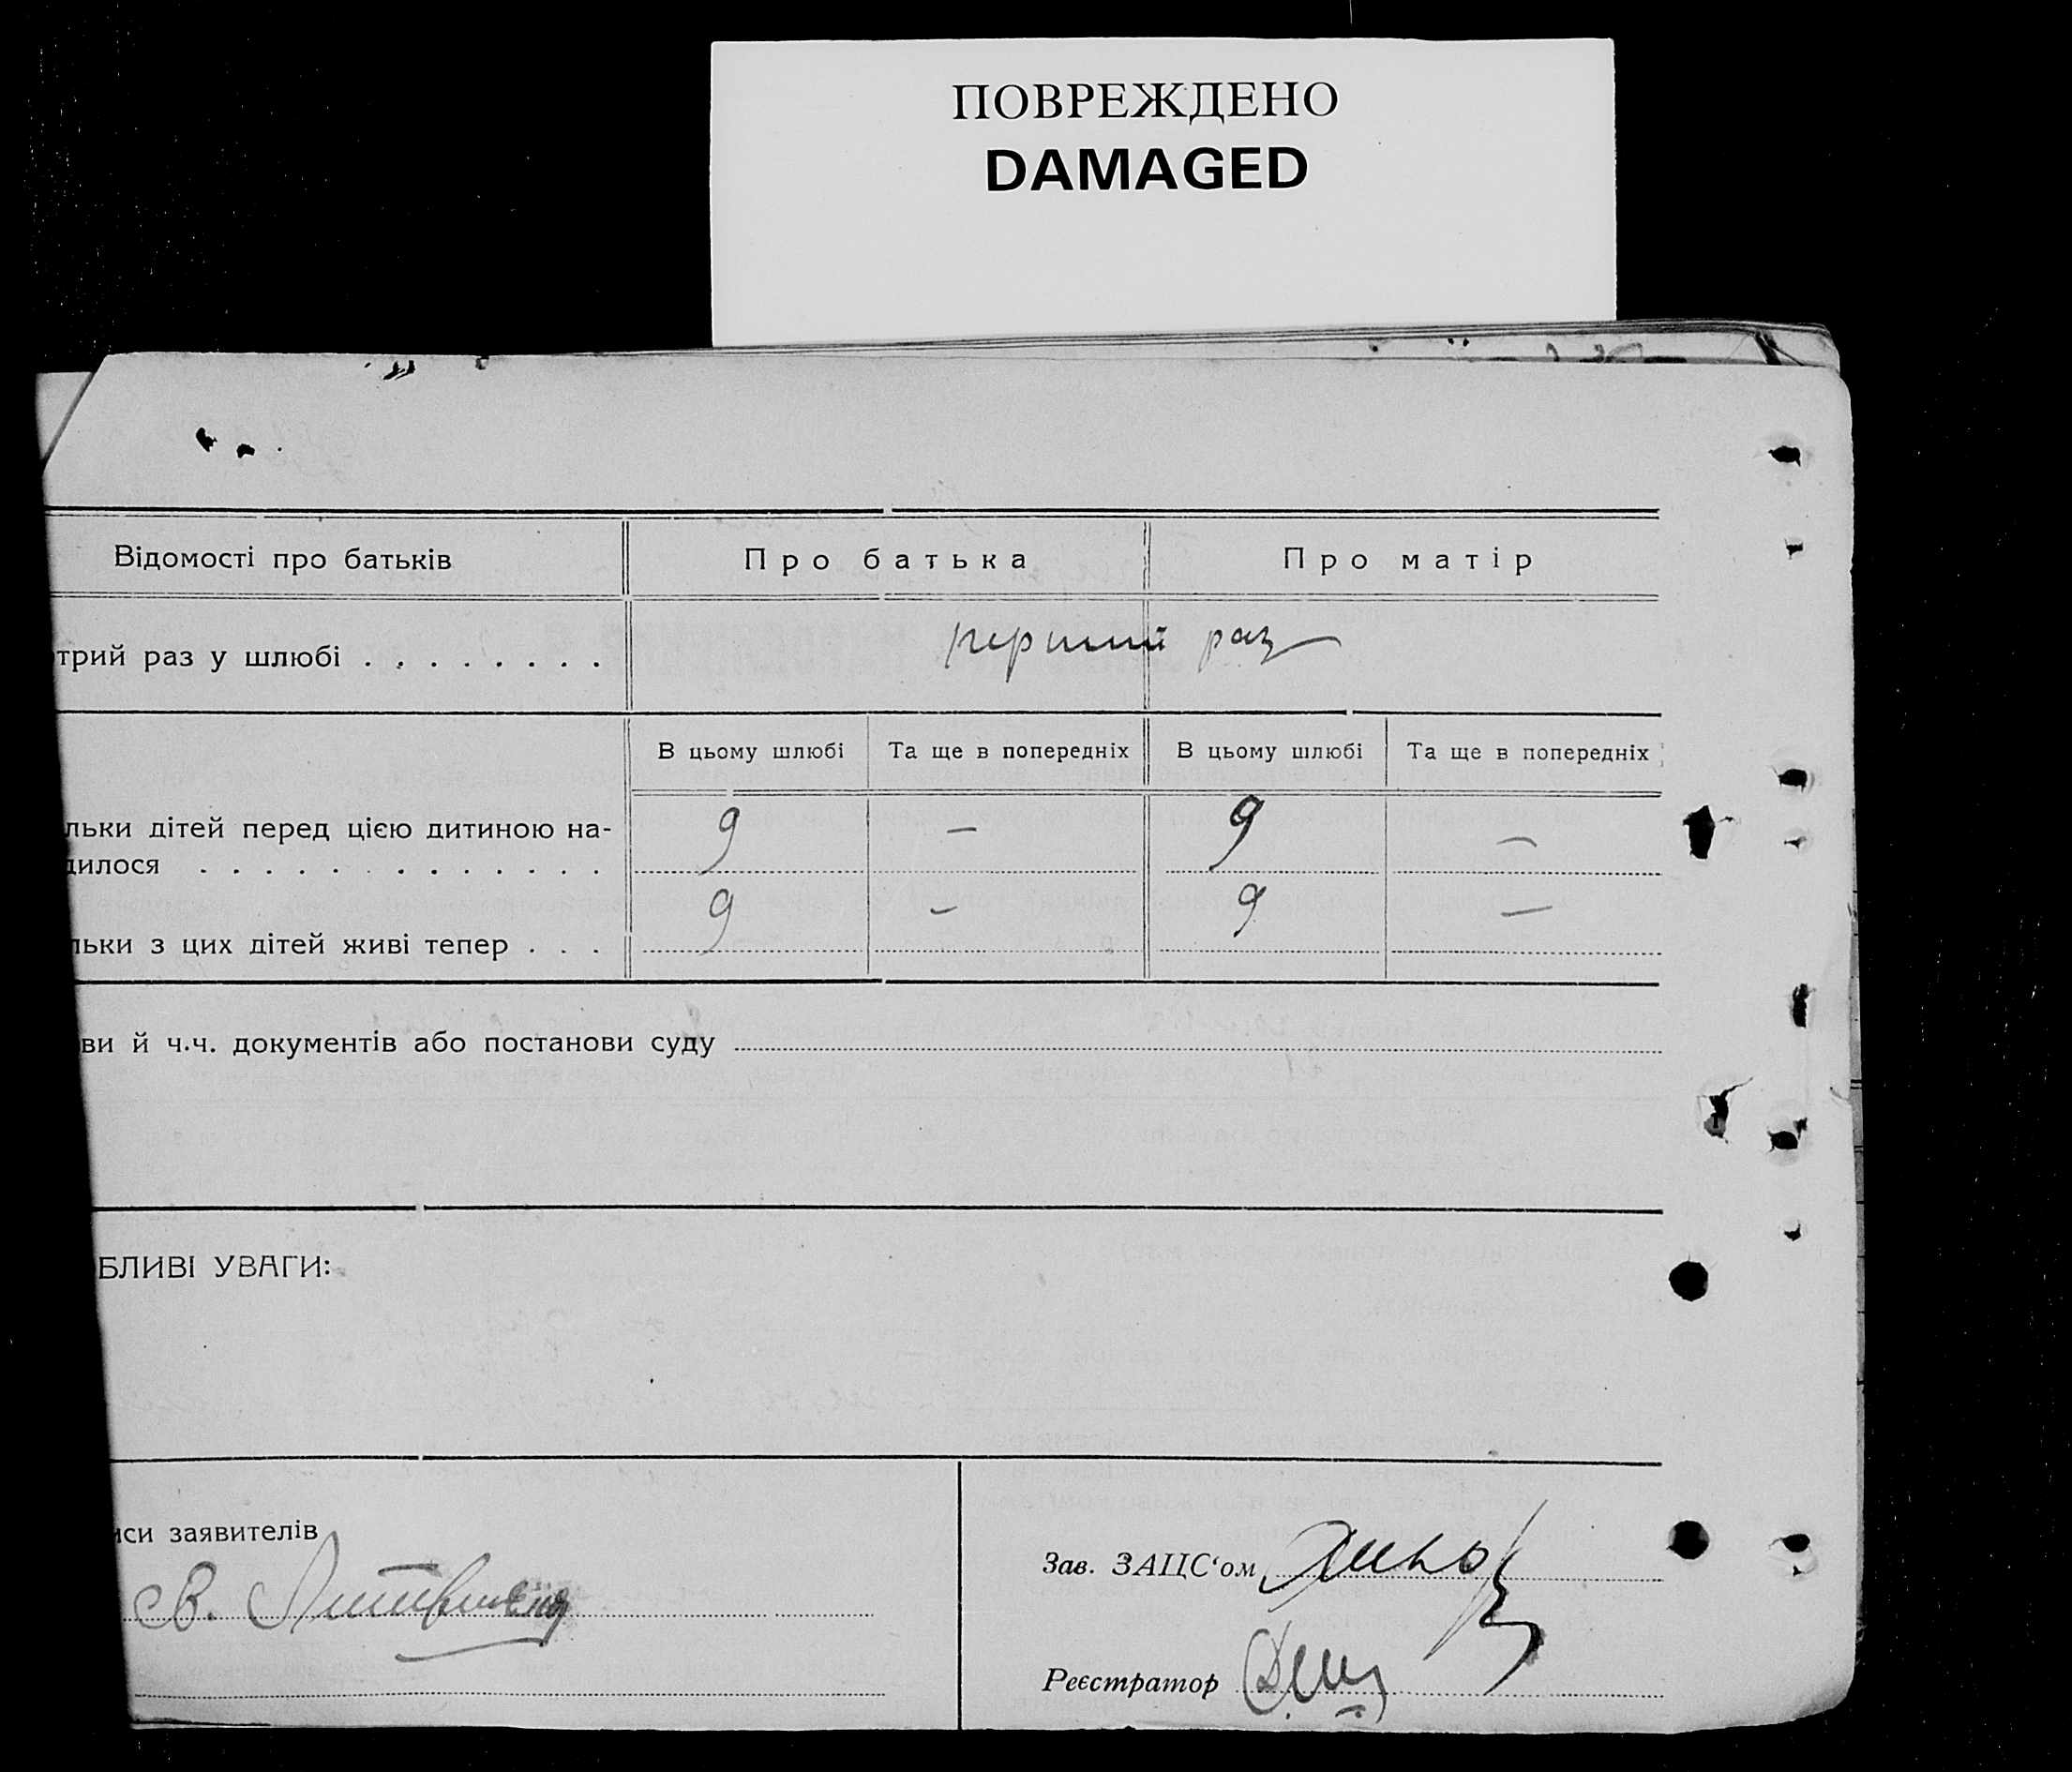 ПОВРЕЖДЕНО
DAMAGED
Відомості про батьків
Про батька
Про матір
трий раз у шлюбі . . . . . . . .
перший раз
В цьому шлюбі
Та ще в попередніх
В цьому шлюбі
Та ще в попередніх
льки дітей перед цією дитиною на-
дилося . . . . . . . . . . . . .
9 – 9 –
льки з цих дітей живі тепер . . .
9 – 9 –
ви й ч.ч. документів або постанови суду
БЛИВІ УВАГИ:
иси заявителів
В.
Зав. ЗАЦС‘ом
Реєстратор